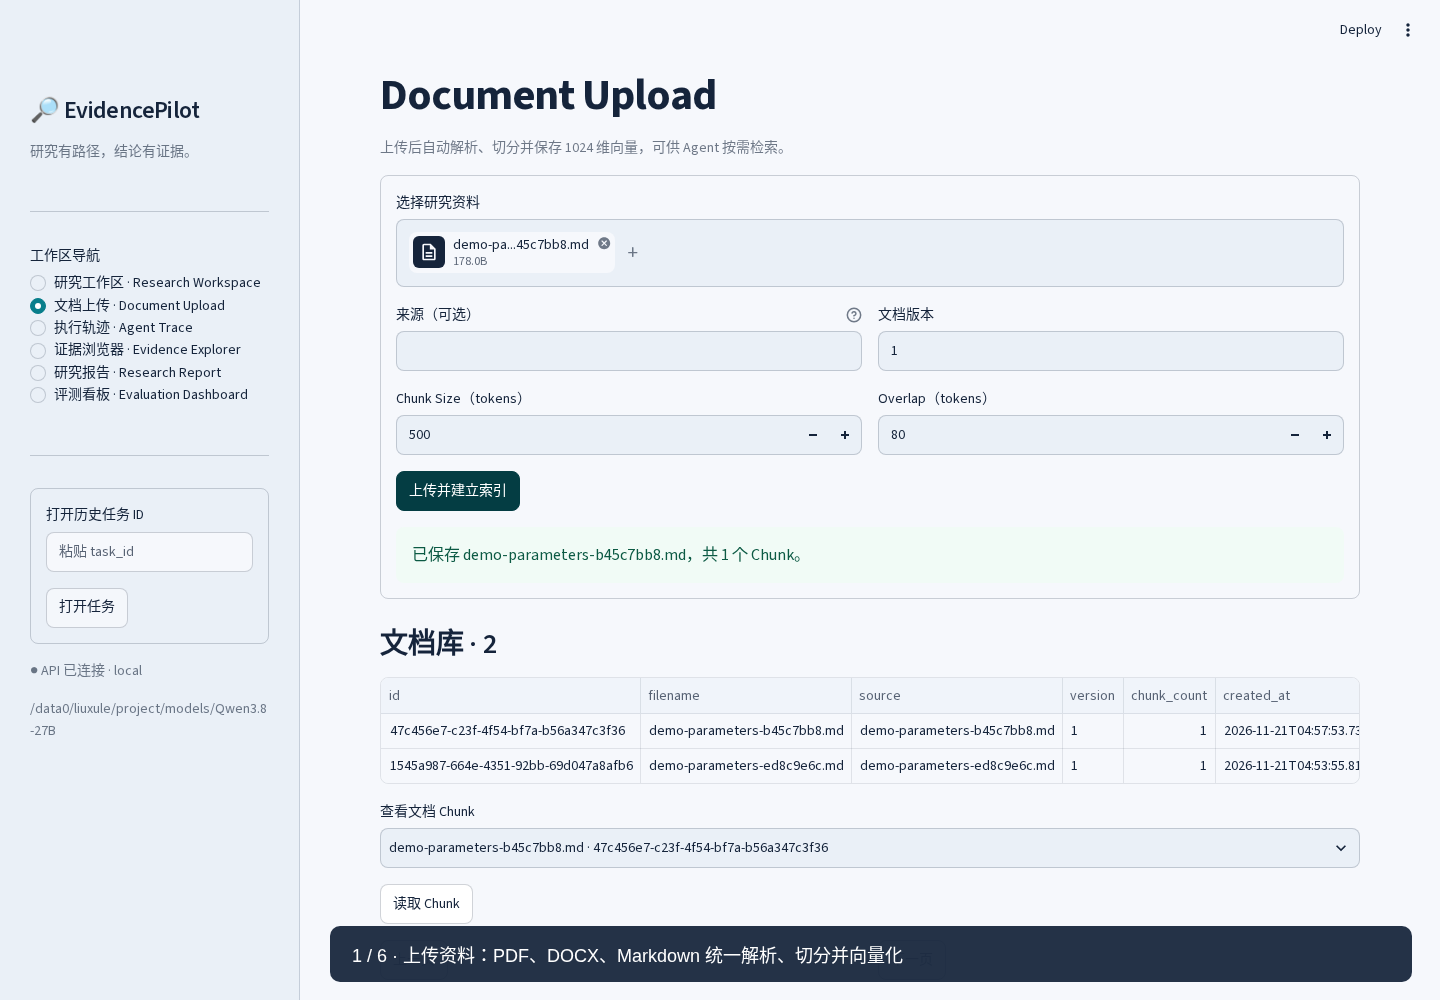 Deploy
🔎 EvidencePilot
研究有路径，结论有证据。
工作区导航
研究工作区 · Research Workspace
文档上传 · Document Upload
执行轨迹 · Agent Trace
证据浏览器 · Evidence Explorer
研究报告 · Research Report
评测看板 · Evaluation Dashboard
打开历史任务 ID
粘贴 task_id
打开任务
● API 已连接 · local
/data0/liuxule/project/models/Qwen3.8
-27B
Document Upload
上传后自动解析、切分并保存 1024 维向量，可供 Agent 按需检索。
选择研究资料
demo-pa...45c7bb8.md
178.0B
来源（可选） 文档版本
1
Chunk Size（tokens） Overlap（tokens）
500 80
上传并建立索引
已保存 demo-parameters-b45c7bb8.md，共 1 个 Chunk。
文档库 · 2
id filename source version chunk_count created_at
47c456e7-c23f-4f54-bf7a-b56a347c3f36 demo-parameters-b45c7bb8.md demo-parameters-b45c7bb8.md 1 1 2026-11-21T04:57:53.73
1545a987-664e-4351-92bb-69d047a8afb6 demo-parameters-ed8c9e6c.md demo-parameters-ed8c9e6c.md 1 1 2026-11-21T04:53:55.81
查看文档 Chunk
demo-parameters-b45c7bb8.md · 47c456e7-c23f-4f54-bf7a-b56a347c3f36
读取 Chunk
1 / 6 · 上传资料：PDF、DOCX、Markdown 统一解析、切分并向量化